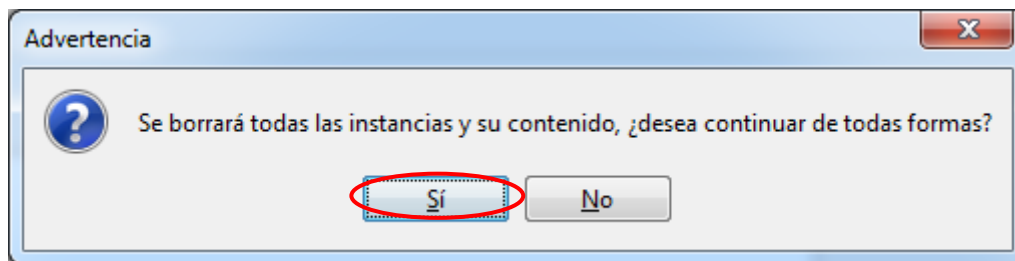 Advertencia
Se borrará todas las instancias y su contenido, ¿desea continuar de todas formas?
Sí
No